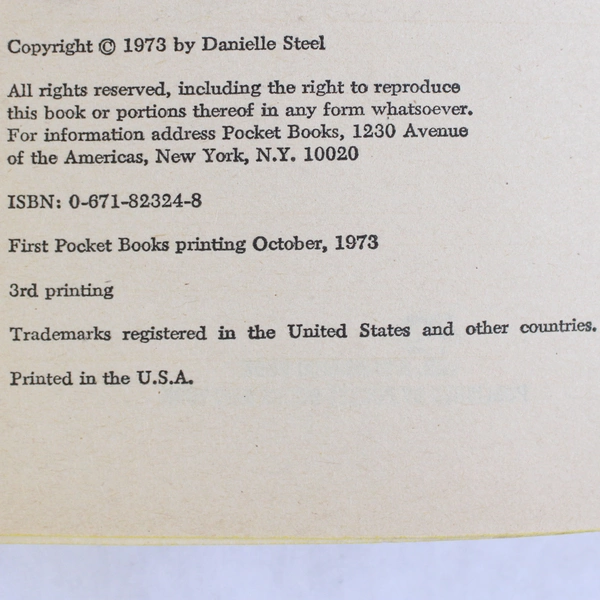 Copyright © 1973 by Danielle Steel
All rights reserved, including the right to reproduce
this book or portions thereof in any form whatsoever.
For information address Pocket Books, 1230 Avenue
of the Americas, New York, N.Y. 10020
ISBN: 0-671-82324-8
First Pocket Books printing October, 1973
3rd printing
Trademarks registered in the United States and other countries.
Printed in the U.S.A.